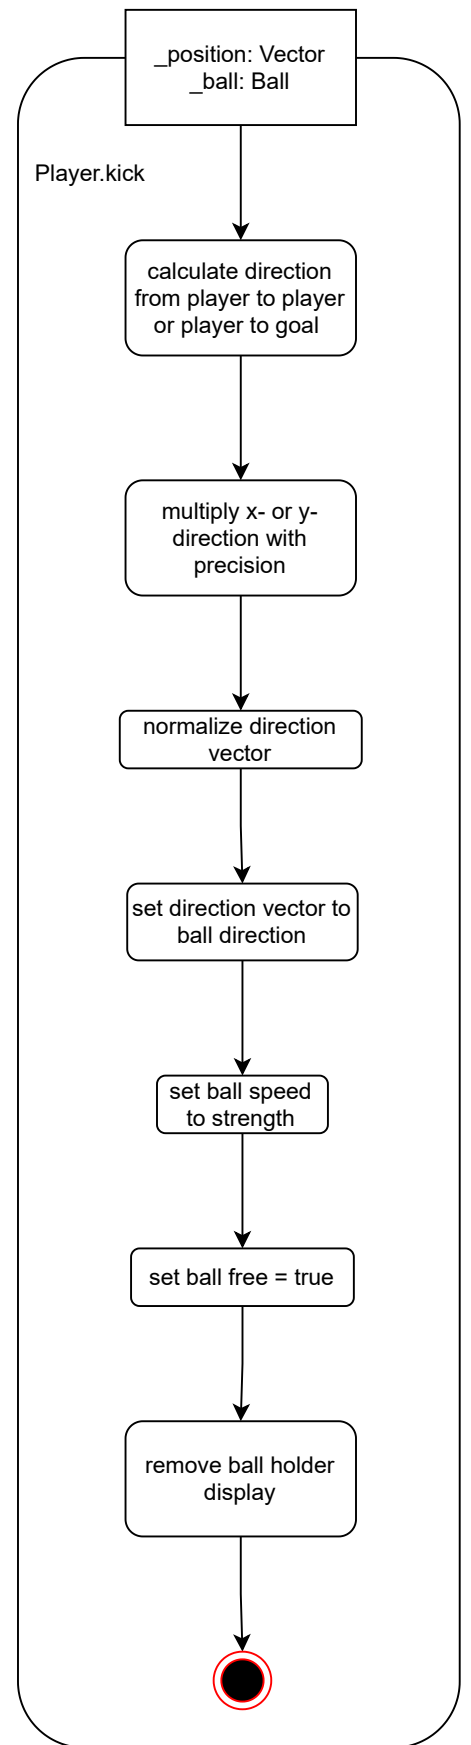 _position: Vector
_ball: Ball
Player.kick
calculate direction
from player to player
or player to goal
multiply x- or y-
direction with
precision
normalize direction
vector
set direction vector to
ball direction
set ball speed
to strength
set ball free = true
remove ball holder
display